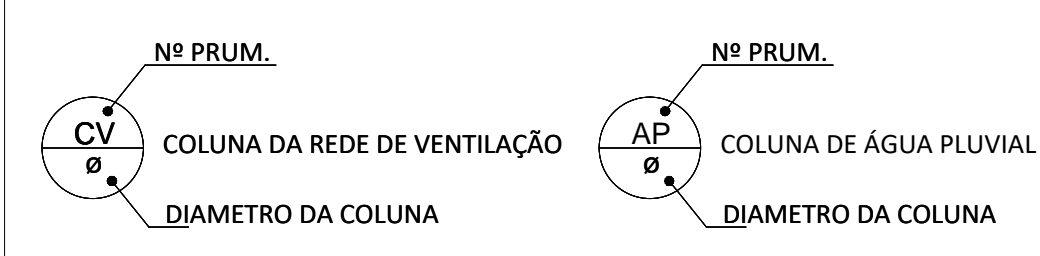 Nº PRUM.
CV
ø
COLUNA DA REDE DE VENTILAÇÃO
DIAMETRO DA COLUNA
Nº PRUM.
AP
ø
COLUNA DE ÁGUA PLUVIAL
DIAMETRO DA COLUNA